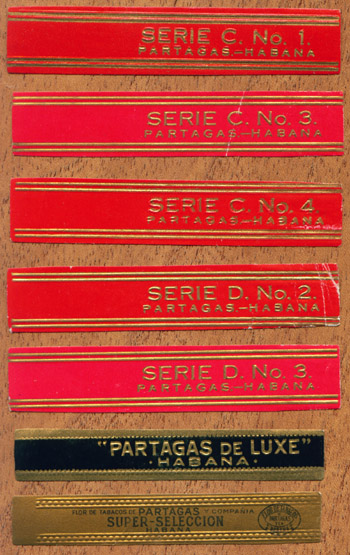 SERIE C. No. 1.
PARTAGAS.—HABANA
SERIE C. No. 3.
PARTAGAS—HABANA
SERIE C. No. 4.
PARTAGAS—HABANA
SERIE D. No. 2.
PARTAGAS.—HABANA
SERIE D. No. 3.
PARTAGAS—HABANA
"PARTAGAS DE LUXE"
·HABANA·
FLOR DE TABACOS DE PARTAGAS Y COMPAÑIA
SUPER-SELECCION
HABANA